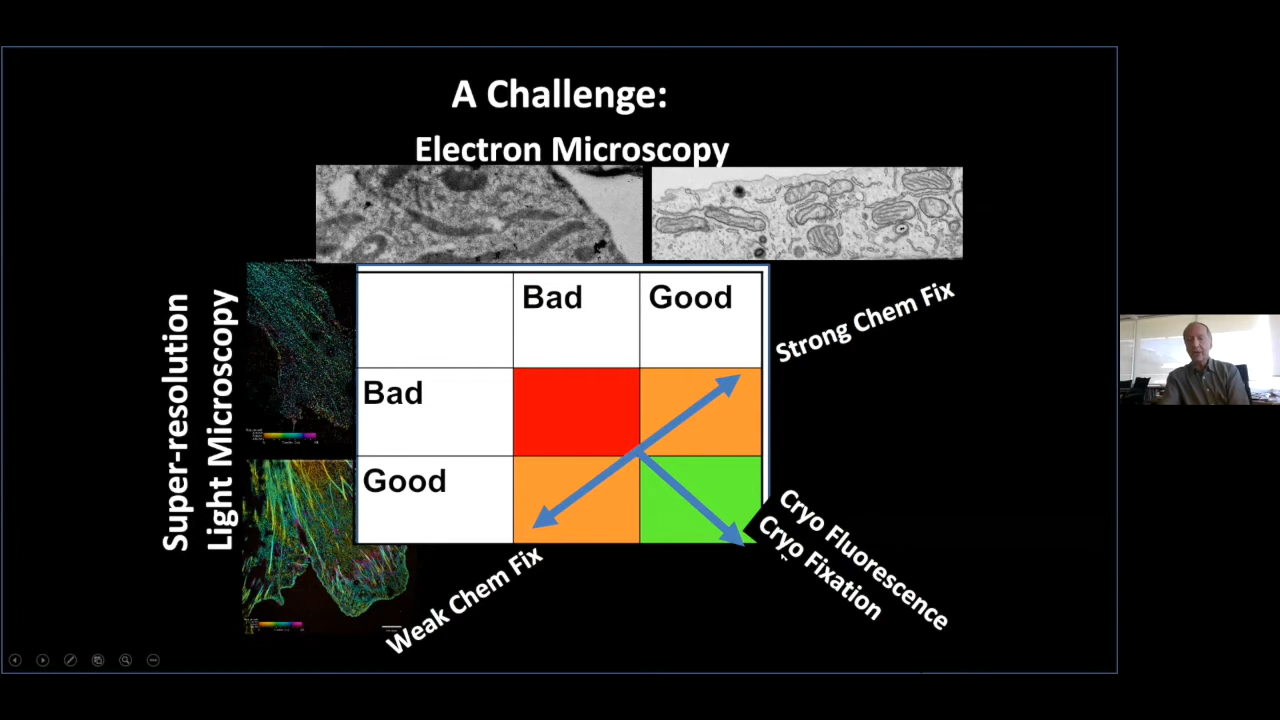 A Challenge:
Electron Microscopy
Super-resolution
Light Microscopy
Bad
Good
Bad
Good
Strong Chem Fix
Weak Chem Fix
Cryo Fluorescence
Cryo Fixation